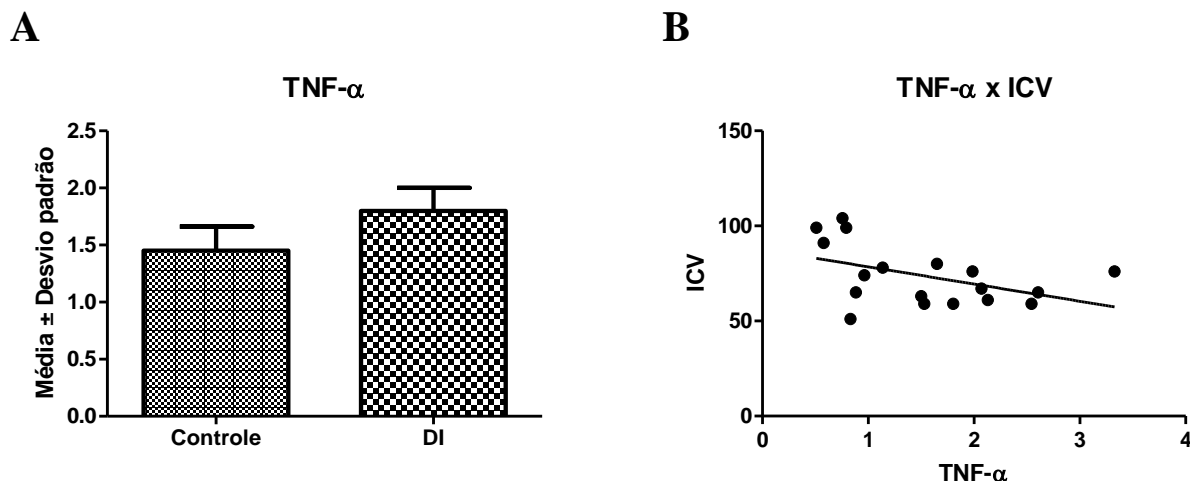 A
TNF-α
Média ± Desvio padrão
2.5
2.0
1.5
1.0
0.5
0.0
Controle
DI
B
TNF-α x ICV
ICV
150
100
50
0
0
1
2
3
4
TNF-α